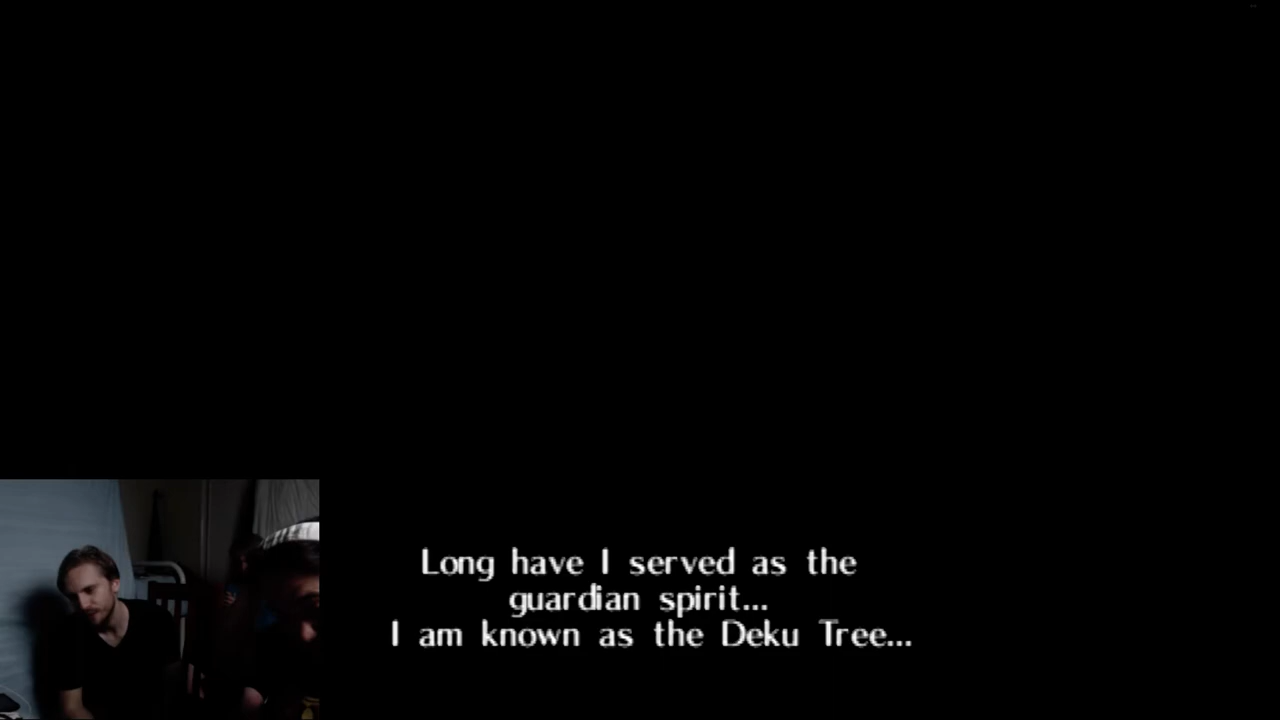 Long have I served as the
guardian spirit...
I am known as the Deku Tree...